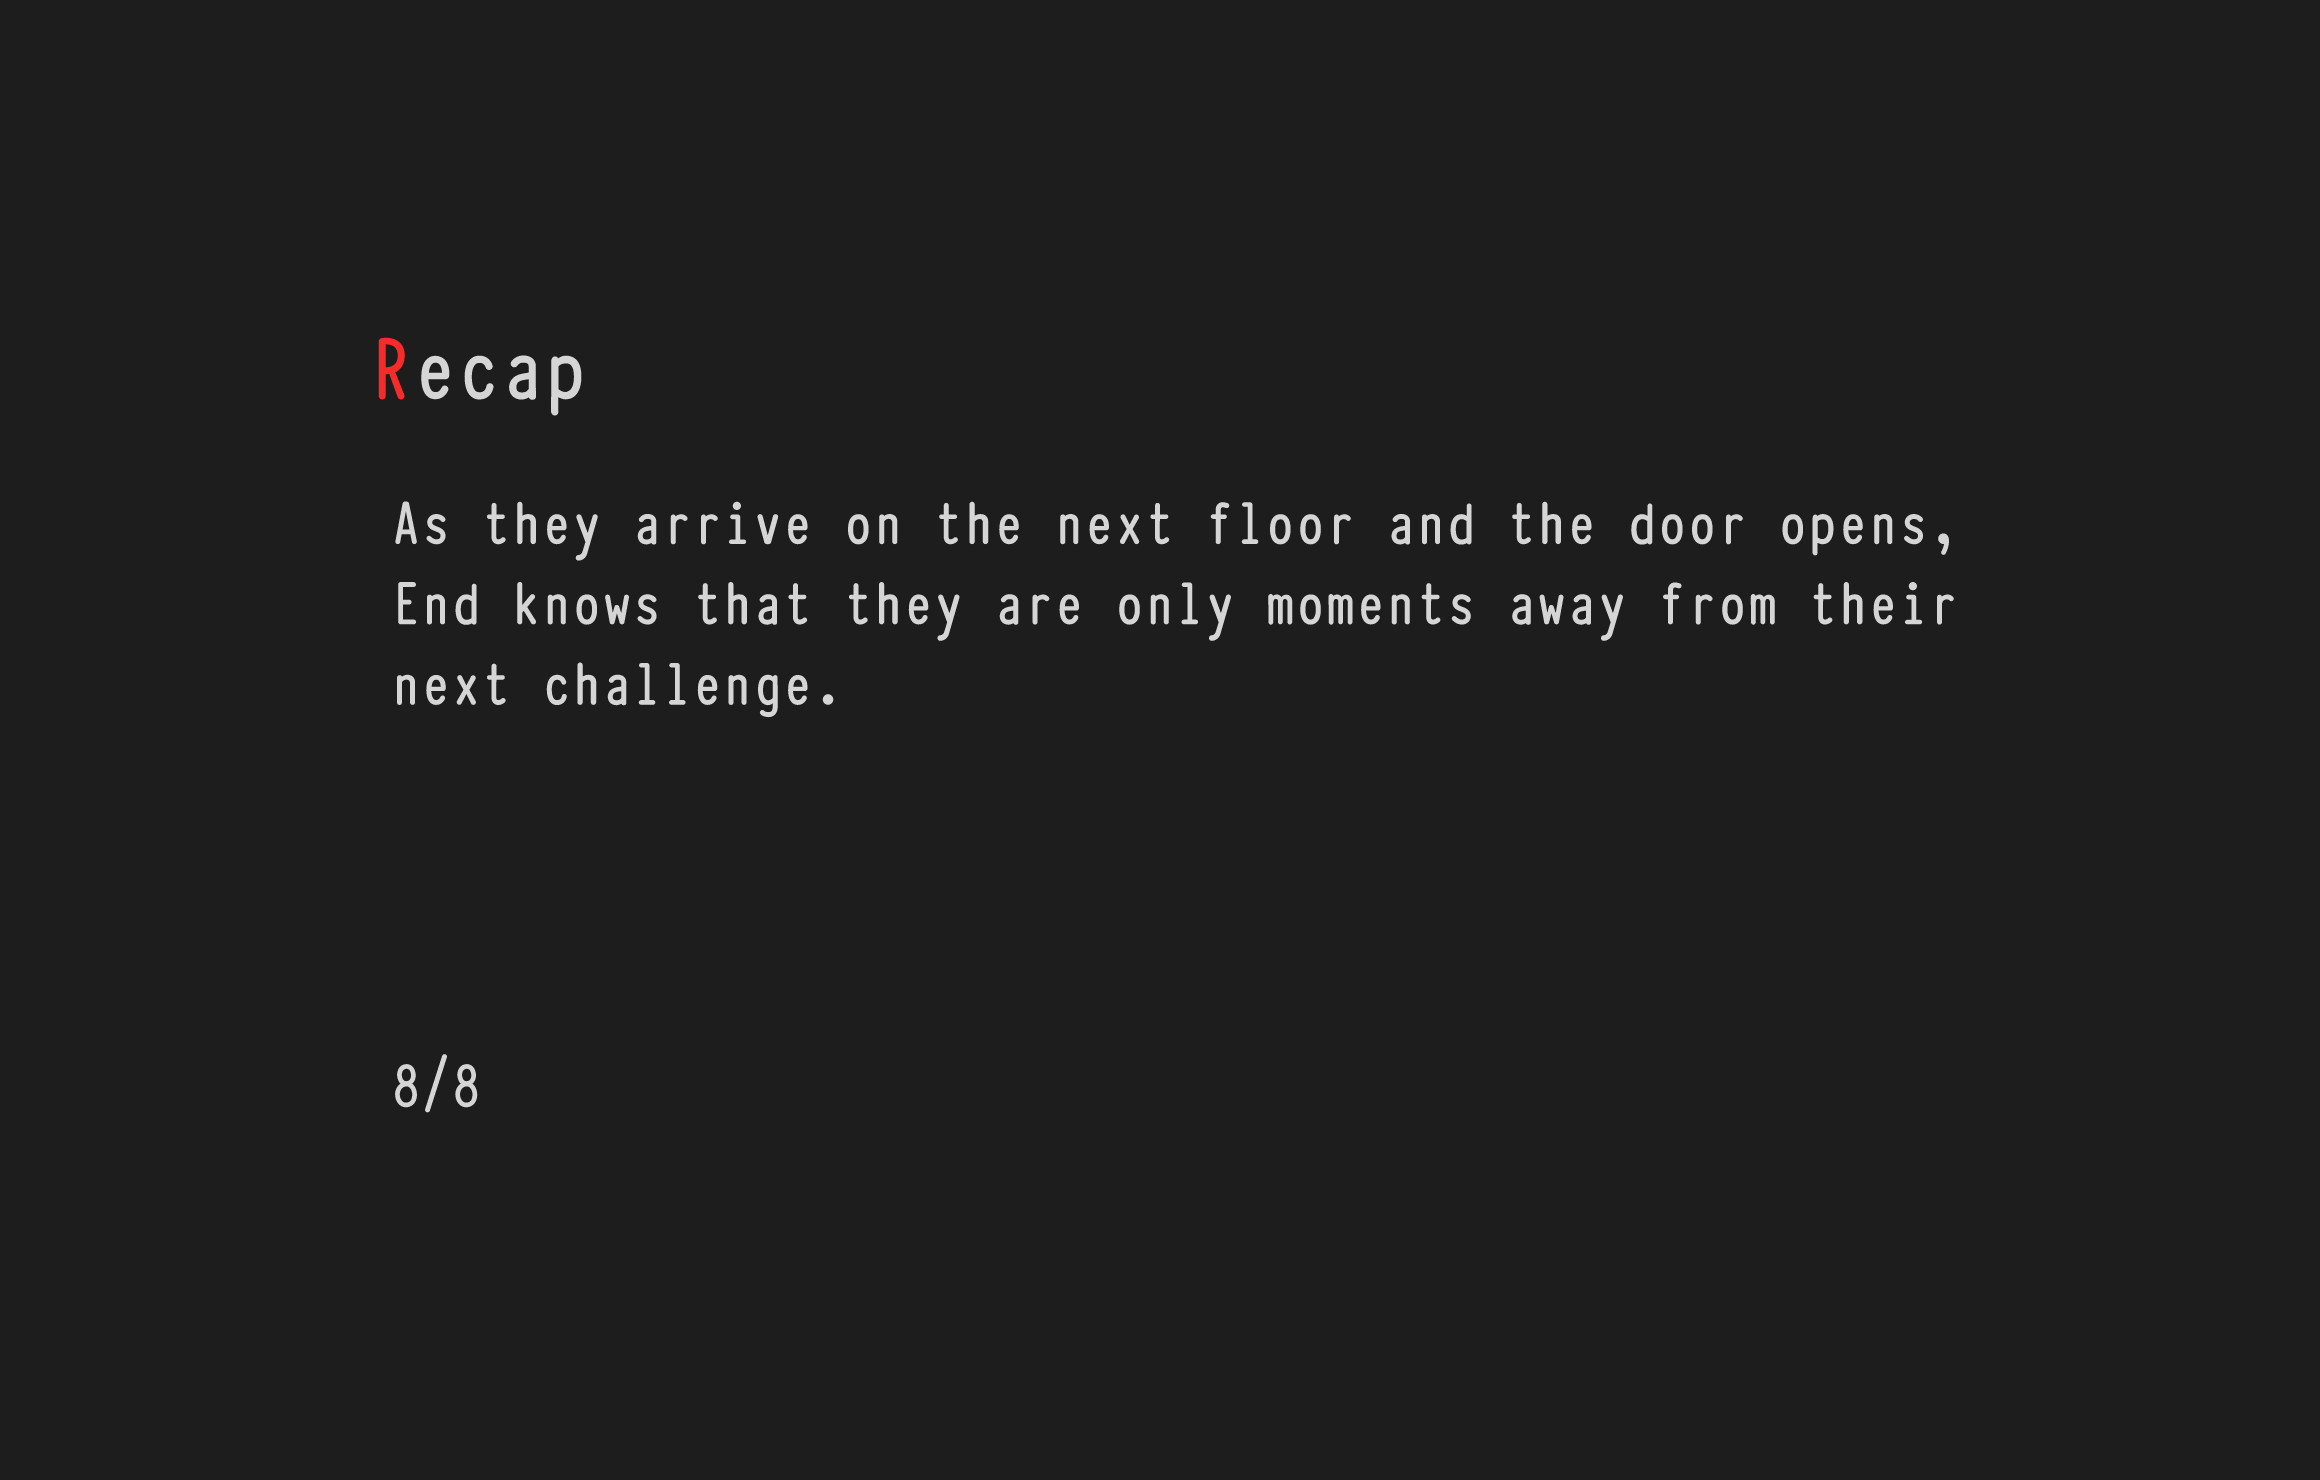 Recap
As they arrive on the next floor and the door opens,
End knows that they are only moments away from their
next challenge.
8/8